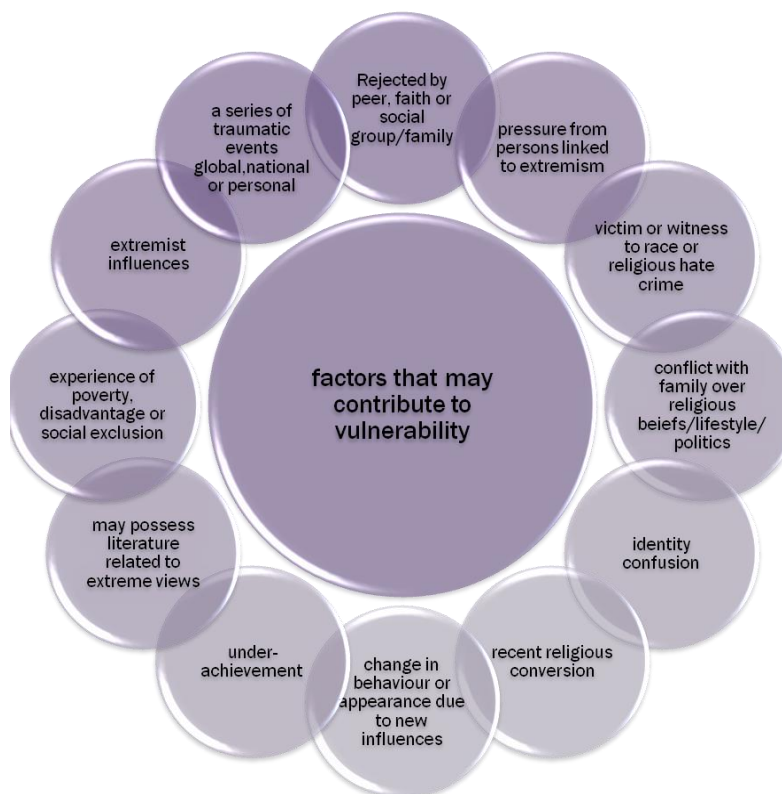 factors that may
contribute to
vulnerability
Rejected by
peer, faith or
social
group/family
pressure from
persons linked
to extremism
victim or witness
to race or
religious hate
crime
conflict with
family over
religious
beliefs/lifestyle/
politics
identity
confusion
recent religious
conversion
change in
behaviour or
appearance due
to new
influences
under-
achievement
may possess
literature
related to
extreme views
experience of
poverty,
disadvantage or
social exclusion
extremist
influences
a series of
traumatic
events
global,national
or personal